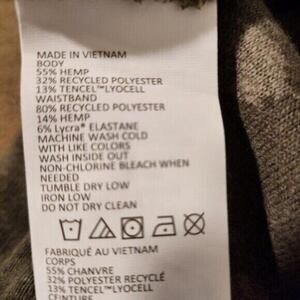 MADE IN VIETNAM
BODY
55% HEMP
32% RECYCLED POLYESTER
13% TENCEL™LYOCELL
WAISTBAND
80% RECYCLED POLYESTER
14% HEMP
6% Lycra® ELASTANE
MACHINE WASH COLD
WITH LIKE COLORS
WASH INSIDE OUT
NON-CHLORINE BLEACH WHEN
NEEDED
TUMBLE DRY LOW
IRON LOW
DO NOT DRY CLEAN
FABRIQUÉ AU VIETNAM
CORPS
55% CHANVRE
32% POLYESTER RECYCLÉ
13% TENCEL™LYOCELL
CEINTURE